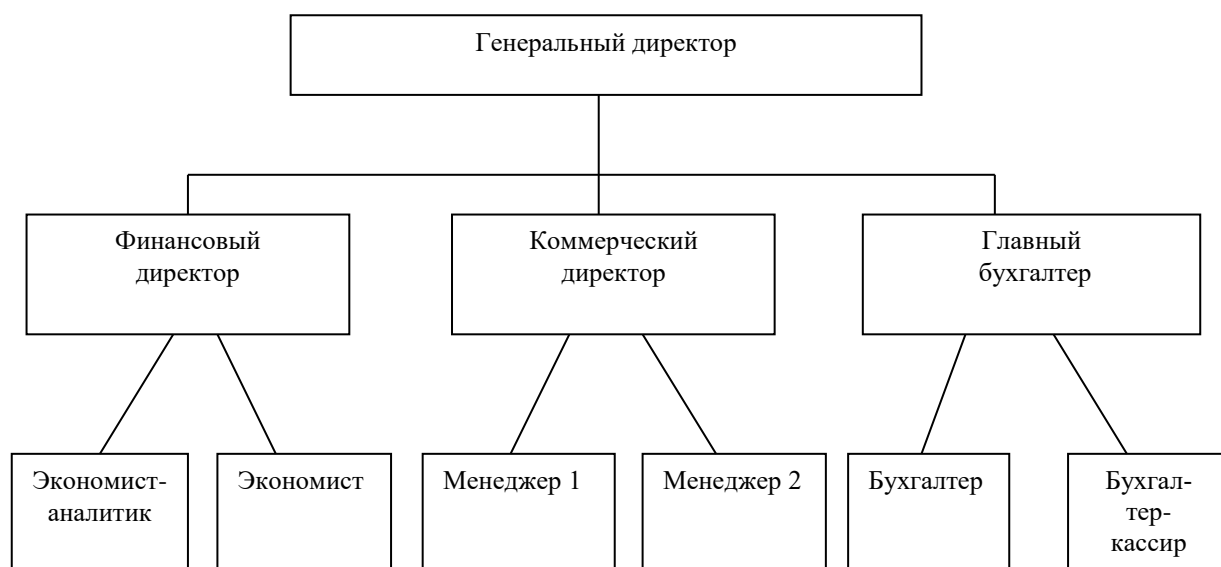 Генеральный директор
Финансовый
директор
Коммерческий
директор
Главный
бухгалтер
Экономист-
аналитик
Экономист
Менеджер 1
Менеджер 2
Бухгалтер
Бухгал-
тер-
кассир